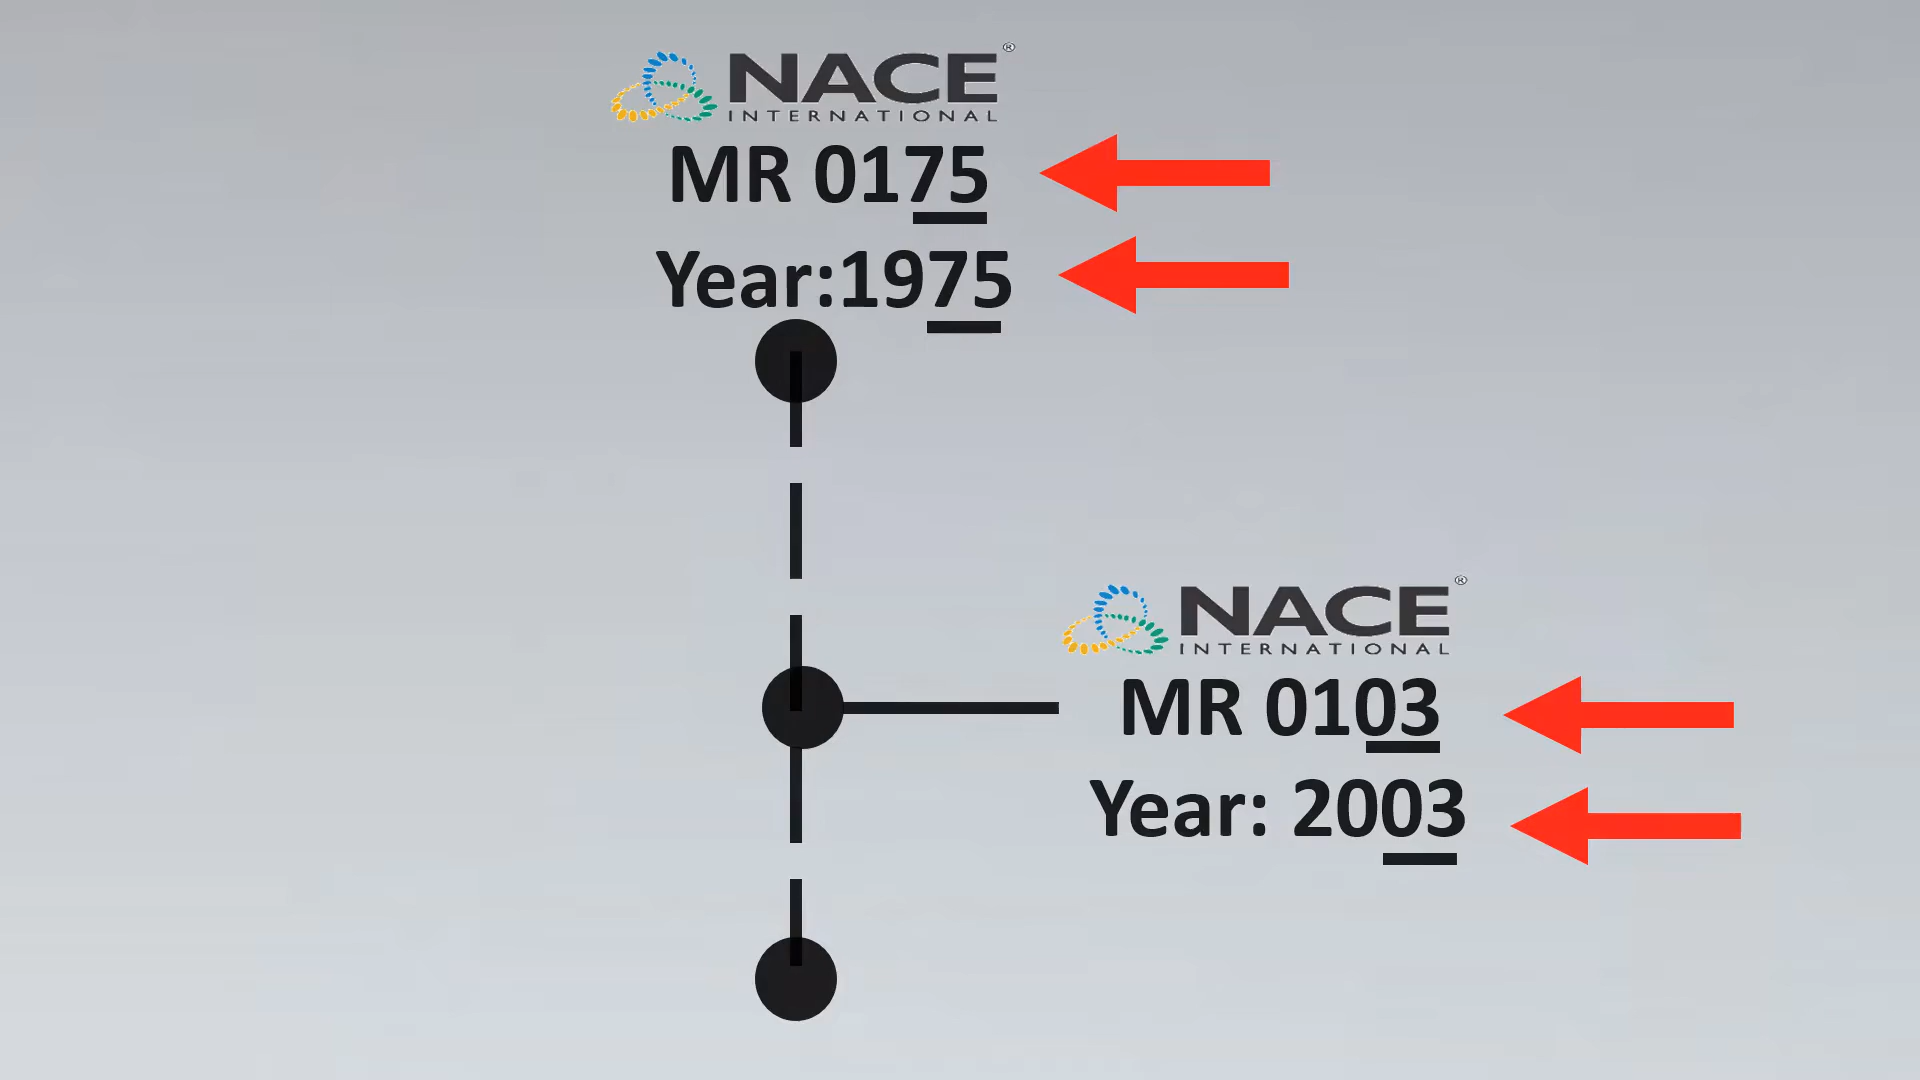 NACE®
INTERNATIONAL
MR 0175
Year:1975
NACE®
INTERNATIONAL
MR 0103
Year: 2003